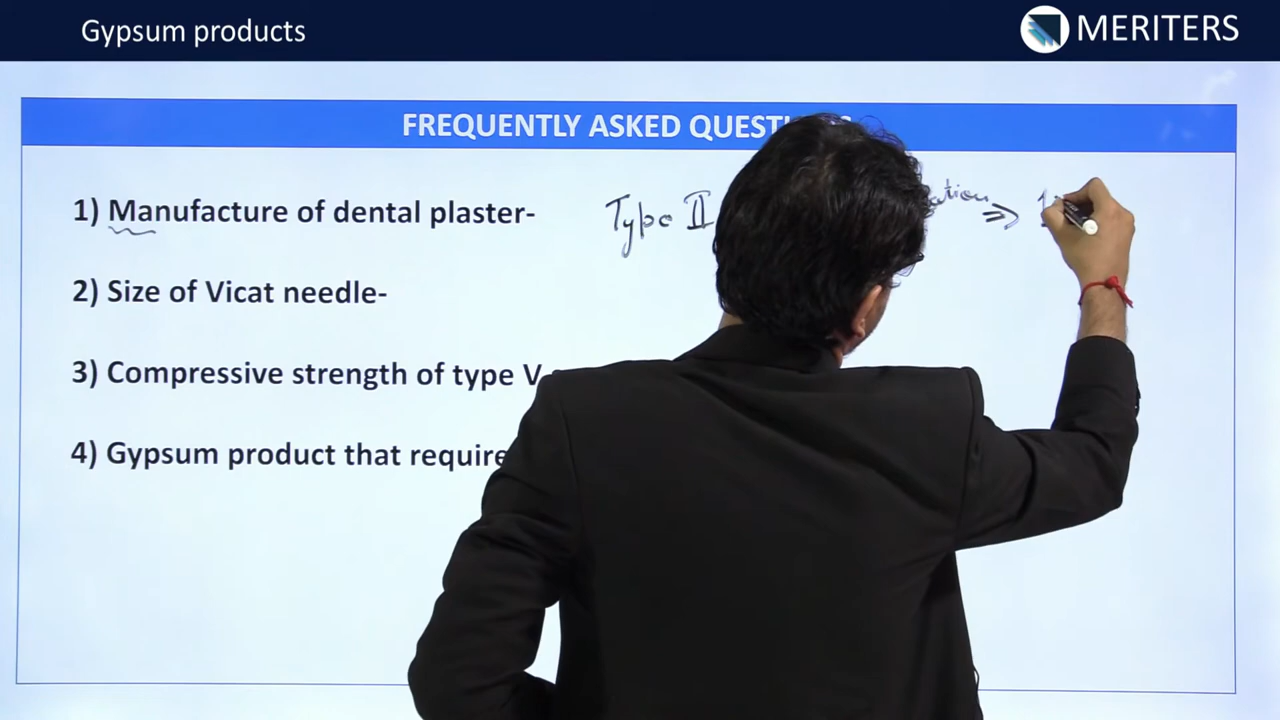 Gypsum products
MERITERS
FREQUENTLY ASKED QUEST
1) Manufacture of dental plaster- Type II ation ⇒
2) Size of Vicat needle-
3) Compressive strength of type V
4) Gypsum product that require